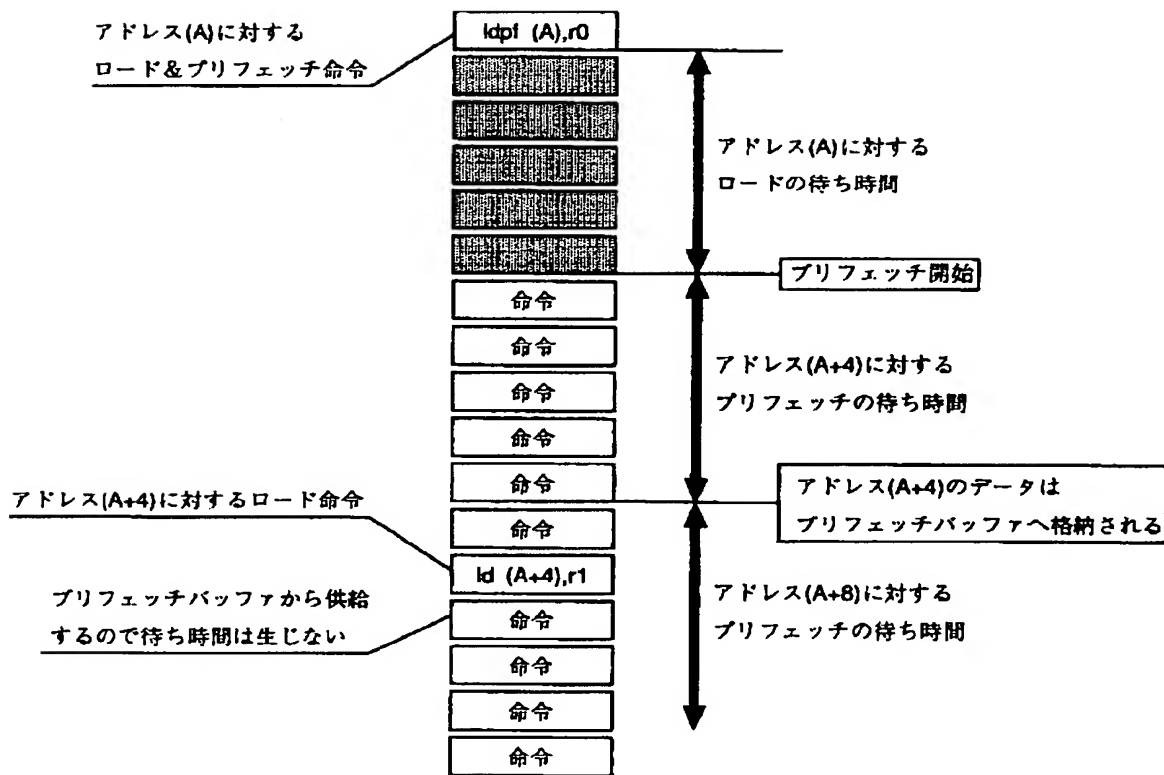 アドレス(A)に対する
ロード&プリフェッチ命令
ldpf (A),r0
アドレス(A)に対する
ロードの待ち時間
プリフェッチ開始
命令
命令
命令
命令
命令
アドレス(A+4)に対する
プリフェッチの待ち時間
アドレス(A+4)のデータは
プリフェッチバッファへ格納される
アドレス(A+4)に対するロード命令
命令
ld (A+4),r1
プリフェッチバッファから供給
するので待ち時間は生じない
命令
命令
命令
命令
アドレス(A+8)に対する
プリフェッチの待ち時間